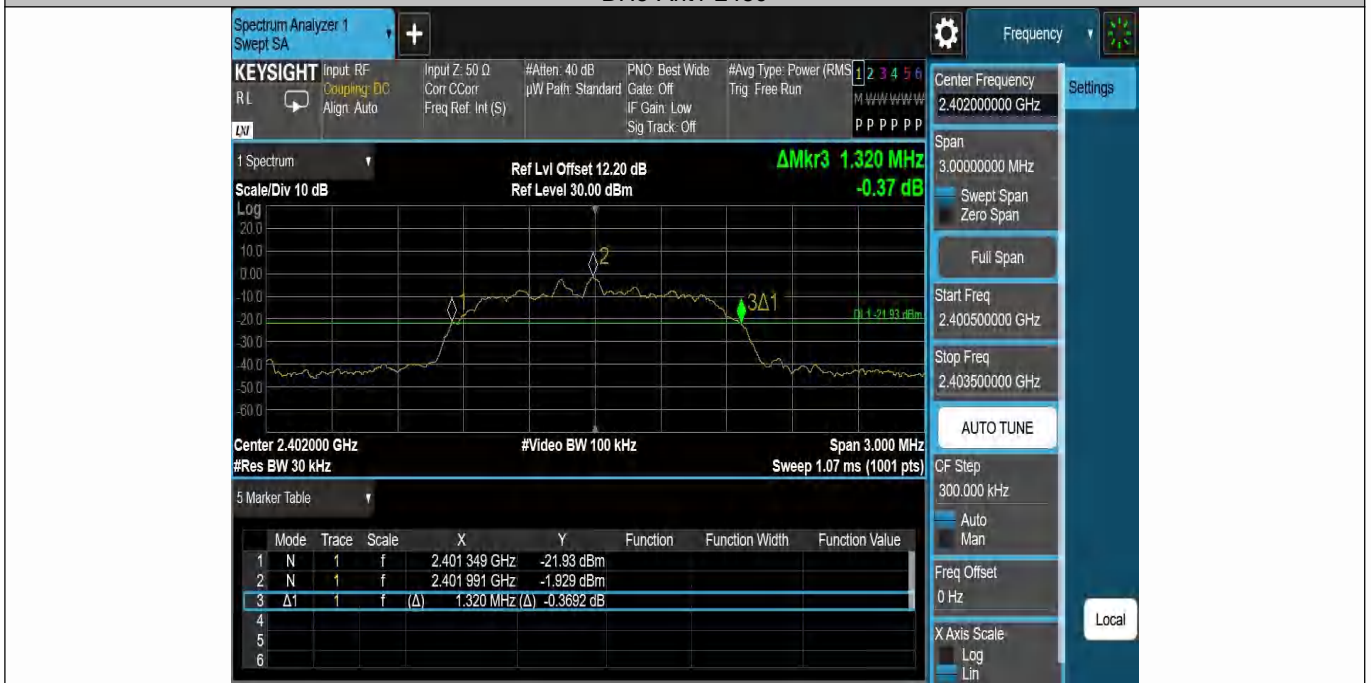 Spectrum Analyzer 1
Swept SA
+
Frequency
KEYSIGHT
RL
LXI
Input: RF
Coupling: DC
Align: Auto
Input Z: 50 Ω
Corr CCorr
Freq Ref: Int (S)
#Atten: 40 dB
µW Path: Standard
PNO: Best Wide
Gate: Off
IF Gain: Low
Sig Track: Off
#Avg Type: Power (RMS
Trig: Free Run
1 2 3 4 5 6
M W W W W W
P P P P P P
1 Spectrum
Scale/Div 10 dB
Ref Lvl Offset 12.20 dB
Ref Level 30.00 dBm
ΔMkr3 1.320 MHz
-0.37 dB
Log
20.0
10.0
0.00
-10.0
-20.0
-30.0
-40.0
-50.0
-60.0
1
2
3Δ1
DL1 -21.93 dBm
Center 2.402000 GHz
#Video BW 100 kHz
Span 3.000 MHz
#Res BW 30 kHz
Sweep 1.07 ms (1001 pts)
5 Marker Table
Mode Trace Scale X Y Function Function Width Function Value
1 N 1 f 2.401 349 GHz -21.93 dBm
2 N 1 f 2.401 991 GHz -1.929 dBm
3 Δ1 1 f (Δ) 1.320 MHz (Δ) -0.3692 dB
4
5
6
Center Frequency
2.402000000 GHz
Settings
Span
3.00000000 MHz
Swept Span
Zero Span
Full Span
Start Freq
2.400500000 GHz
Stop Freq
2.403500000 GHz
AUTO TUNE
CF Step
300.000 kHz
Auto
Man
Freq Offset
0 Hz
X Axis Scale
Log
Lin
Local